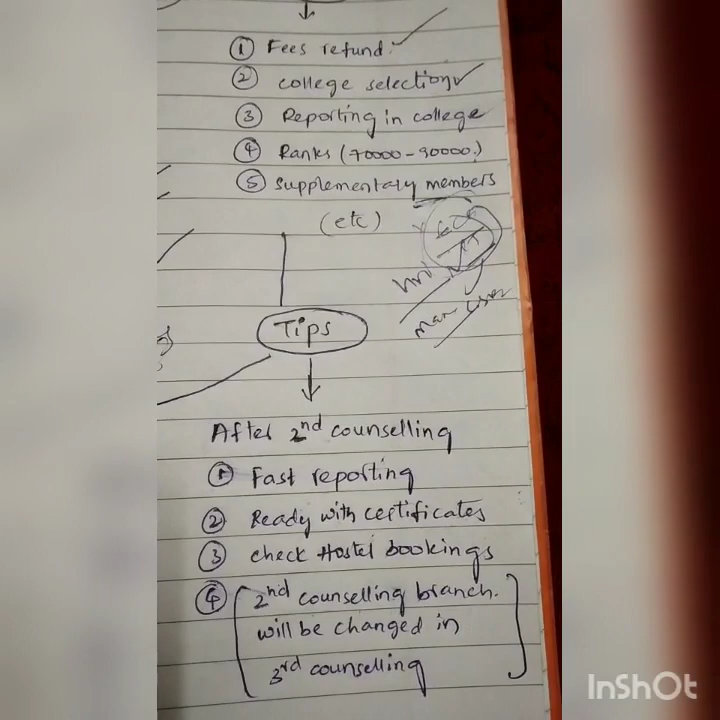 ① Fees refund.
② college selection
③ Reporting in college
④ Ranks (70000-90000.)
⑤ Supplementary members
(etc)
Tips
After 2nd counselling
① Fast reporting
② Ready with certificates
③ check Hostel bookings
④ 2nd counselling branch.
will be changed in
3rd counselling
InShOt